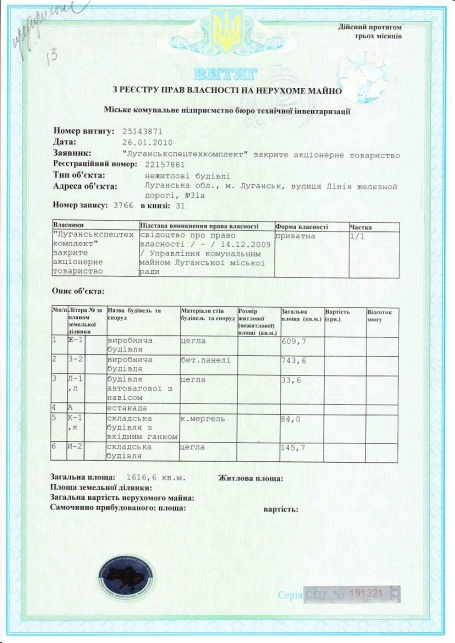 13
Дійсний протягом
трьох місяців
ВИТЯГ
З РЕЄСТРУ ПРАВ ВЛАСНОСТІ НА НЕРУХОМЕ МАЙНО
Міське комунальне підприємство бюро технічної інвентаризації
Номер витягу: 25143871
Дата: 26.01.2010
Заявник: "Луганськспецтехкомплект" закрите акціонерне товариство
Реєстраційний номер: 22157881
Тип об'єкта: нежитлові будівлі
Адреса об'єкта: Луганська обл., м. Луганськ, вулиця Лінія железної
дорогі, №31а
Номер запису: 3766 в книзі: 31
Власники Підстава виникнення права власності Форма власності Частка
"Луганськспецтех свідоцтво про право приватна 1/1
комплект" власності / - / 14.12.2009
закрите / Управління комунальним
акціонерне майном Луганської міської
товариство ради
Опис об'єкта:
№п/п Літера № за планом земельної ділянки Назва будівель та споруд Матеріали стін будівель та споруд Розмір житлової (нежитлової) площі (кв.м.) Загальна площа (кв.м.) Вартість (грн.) Відсоток зносу
1 Ж-1 виробнича цегла 609,7
будівля
2 З-2 виробнича бет.панелі 743,6
будівля
3 Л-1 будівля цегла 33,6
,л автовагової з
навісом
4 А естакада
5 К-1 складська к.мергель 84,0
,к будівля з
вхідним ганком
6 И-2 складська цегла 145,7
будівля
Загальна площа: 1616,6 кв.м. Житлова площа:
Площа земельної ділянки:
Загальна вартість нерухомого майна:
Самочинно прибудованого: площа: вартість:
Серія ССТ № 191321